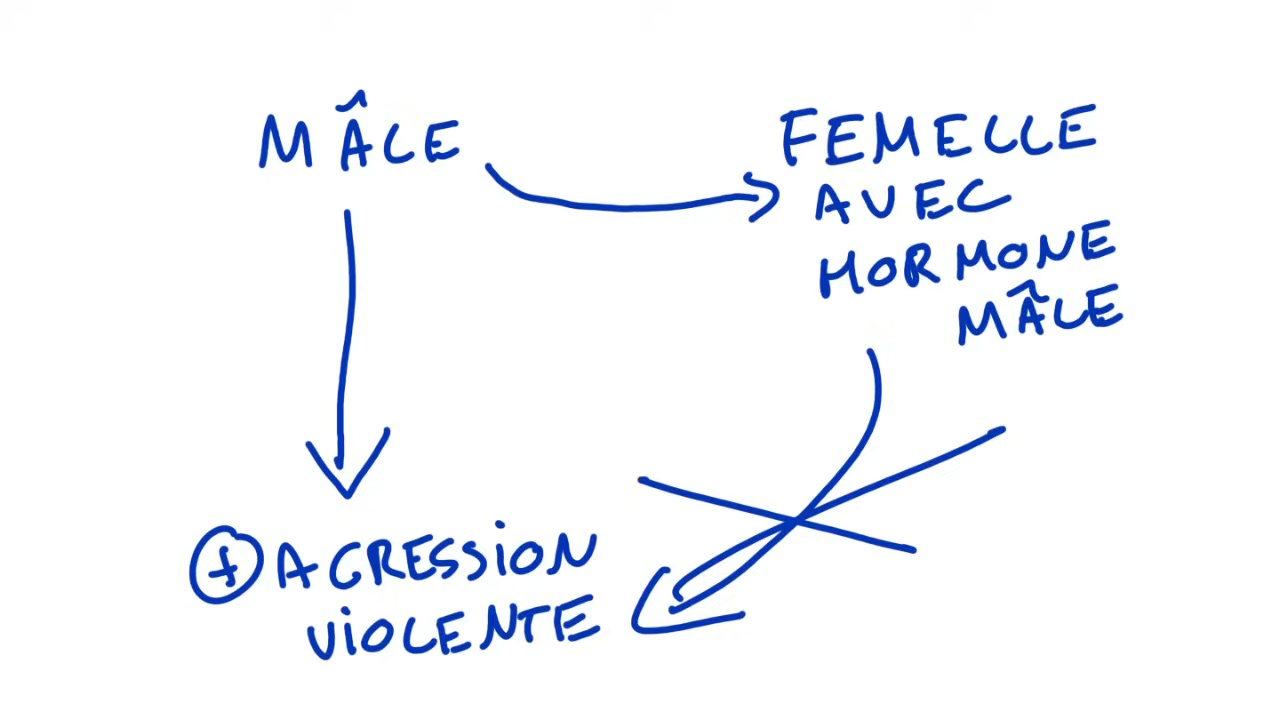 MÂLE
FEMELLE
AVEC
HORMONE
MÂLE
+ AGRESSION
VIOLENTE